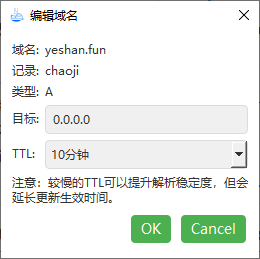 编辑域名
域名: yeshan.fun
记录: chaoji
类型: A
目标: 0.0.0.0
TTL: 10分钟
注意：较慢的TTL可以提升解析稳定度，但会
延长更新生效时间。
OK Cancel